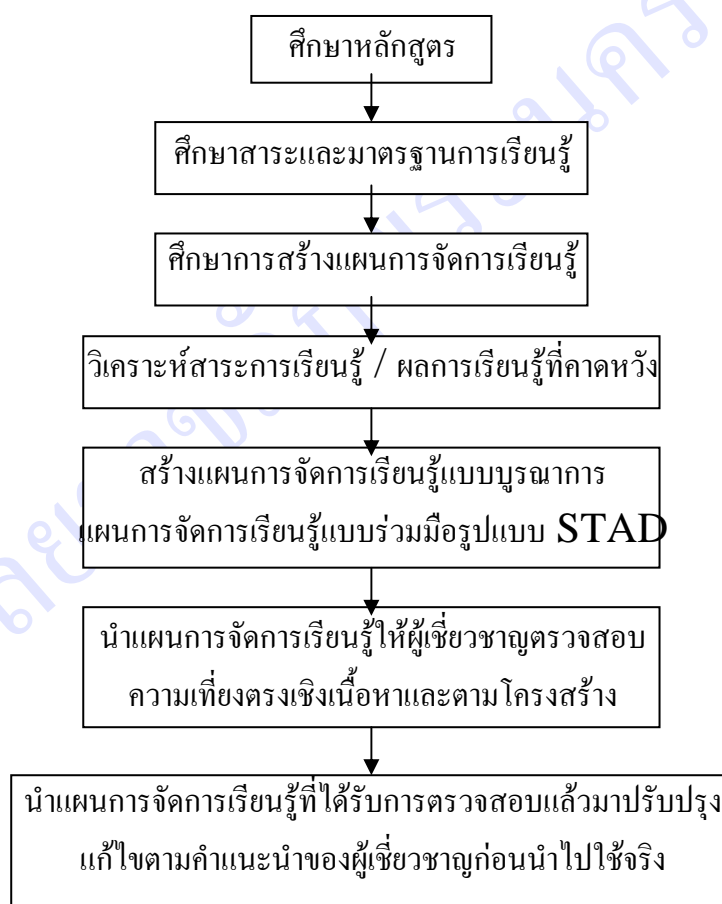 ศึกษาหลักสูตร
ศึกษาสาระและมาตรฐานการเรียนรู้
ศึกษาการสร้างแผนการจัดการเรียนรู้
วิเคราะห์สาระการเรียนรู้ / ผลการเรียนรู้ที่คาดหวัง
สร้างแผนการจัดการเรียนรู้แบบบูรณาการ
แผนการจัดการเรียนรู้แบบร่วมมือรูปแบบ STAD
นำแผนการจัดการเรียนรู้ให้ผู้เชี่ยวชาญตรวจสอบ
ความเที่ยงตรงเชิงเนื้อหาและตามโครงสร้าง
นำแผนการจัดการเรียนรู้ที่ได้รับการตรวจสอบแล้วมาปรับปรุง
แก้ไขตามคำแนะนำของผู้เชี่ยวชาญก่อนนำไปใช้จริง